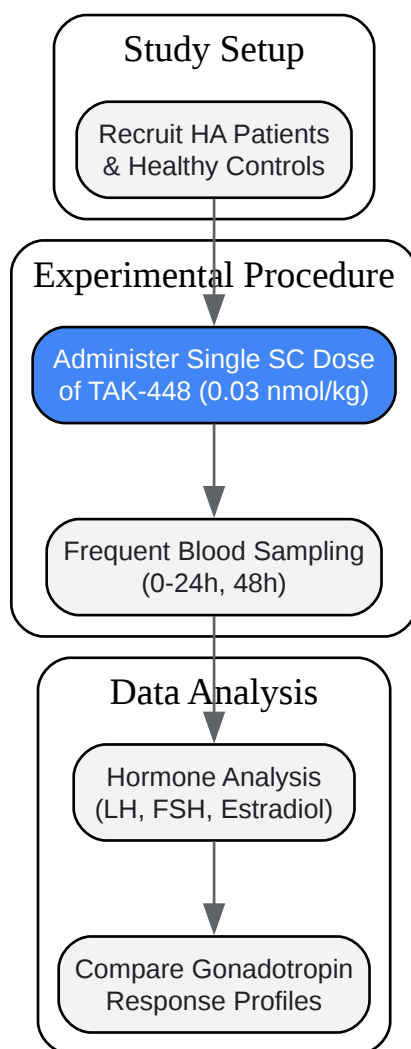 Study Setup
Recruit HA Patients
& Healthy Controls
Experimental Procedure
Administer Single SC Dose
of TAK-448 (0.03 nmol/kg)
Frequent Blood Sampling
(0-24h, 48h)
Data Analysis
Hormone Analysis
(LH, FSH, Estradiol)
Compare Gonadotropin
Response Profiles